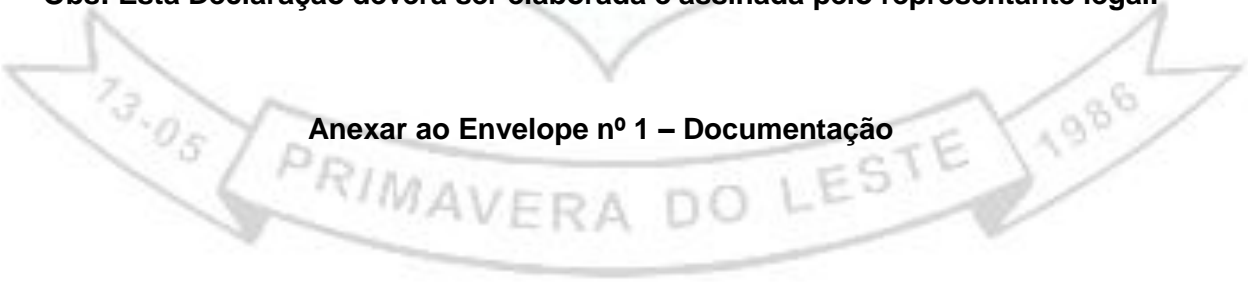 Obs: Esta Declaração deverá ser elaborada e assinada pelo representante legal.
Anexar ao Envelope nº 1 – Documentação
13-05
PRIMAVERA DO LESTE
1986